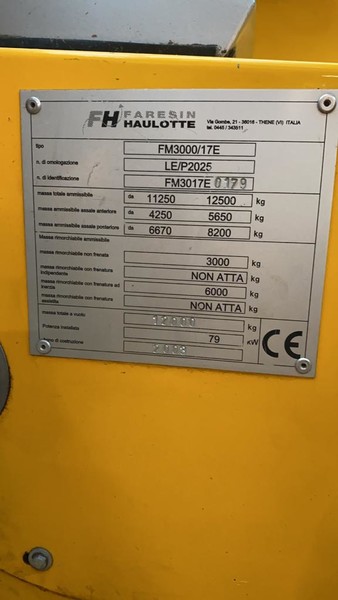 FH FARESIN
HAULOTTE
Via Gombe, 21 - 36016 - THIENE (VI) ITALIA
tel. 0445 / 343511
tipo FM3000/17E
n. di omologazione LE/P2025
n. di identificazione FM3017E 0179
massa totale ammissibile da 11250 12500 kg
massa ammissibile assale anteriore da 4250 5650 kg
massa ammissibile assale posteriore da 6670 8200 kg
Massa rimorchiabile ammissibile
massa rimorchiabile non frenata 3000 kg
massa rimorchiabile con frenatura
indipendente NON ATTA kg
massa rimorchiabile con frenatura ad
inerzia 6000 kg
massa rimorchiabile con frenatura
assistita NON ATTA kg
massa totale a vuoto kg
Potenza installata 79 KW
di costruzione
CE